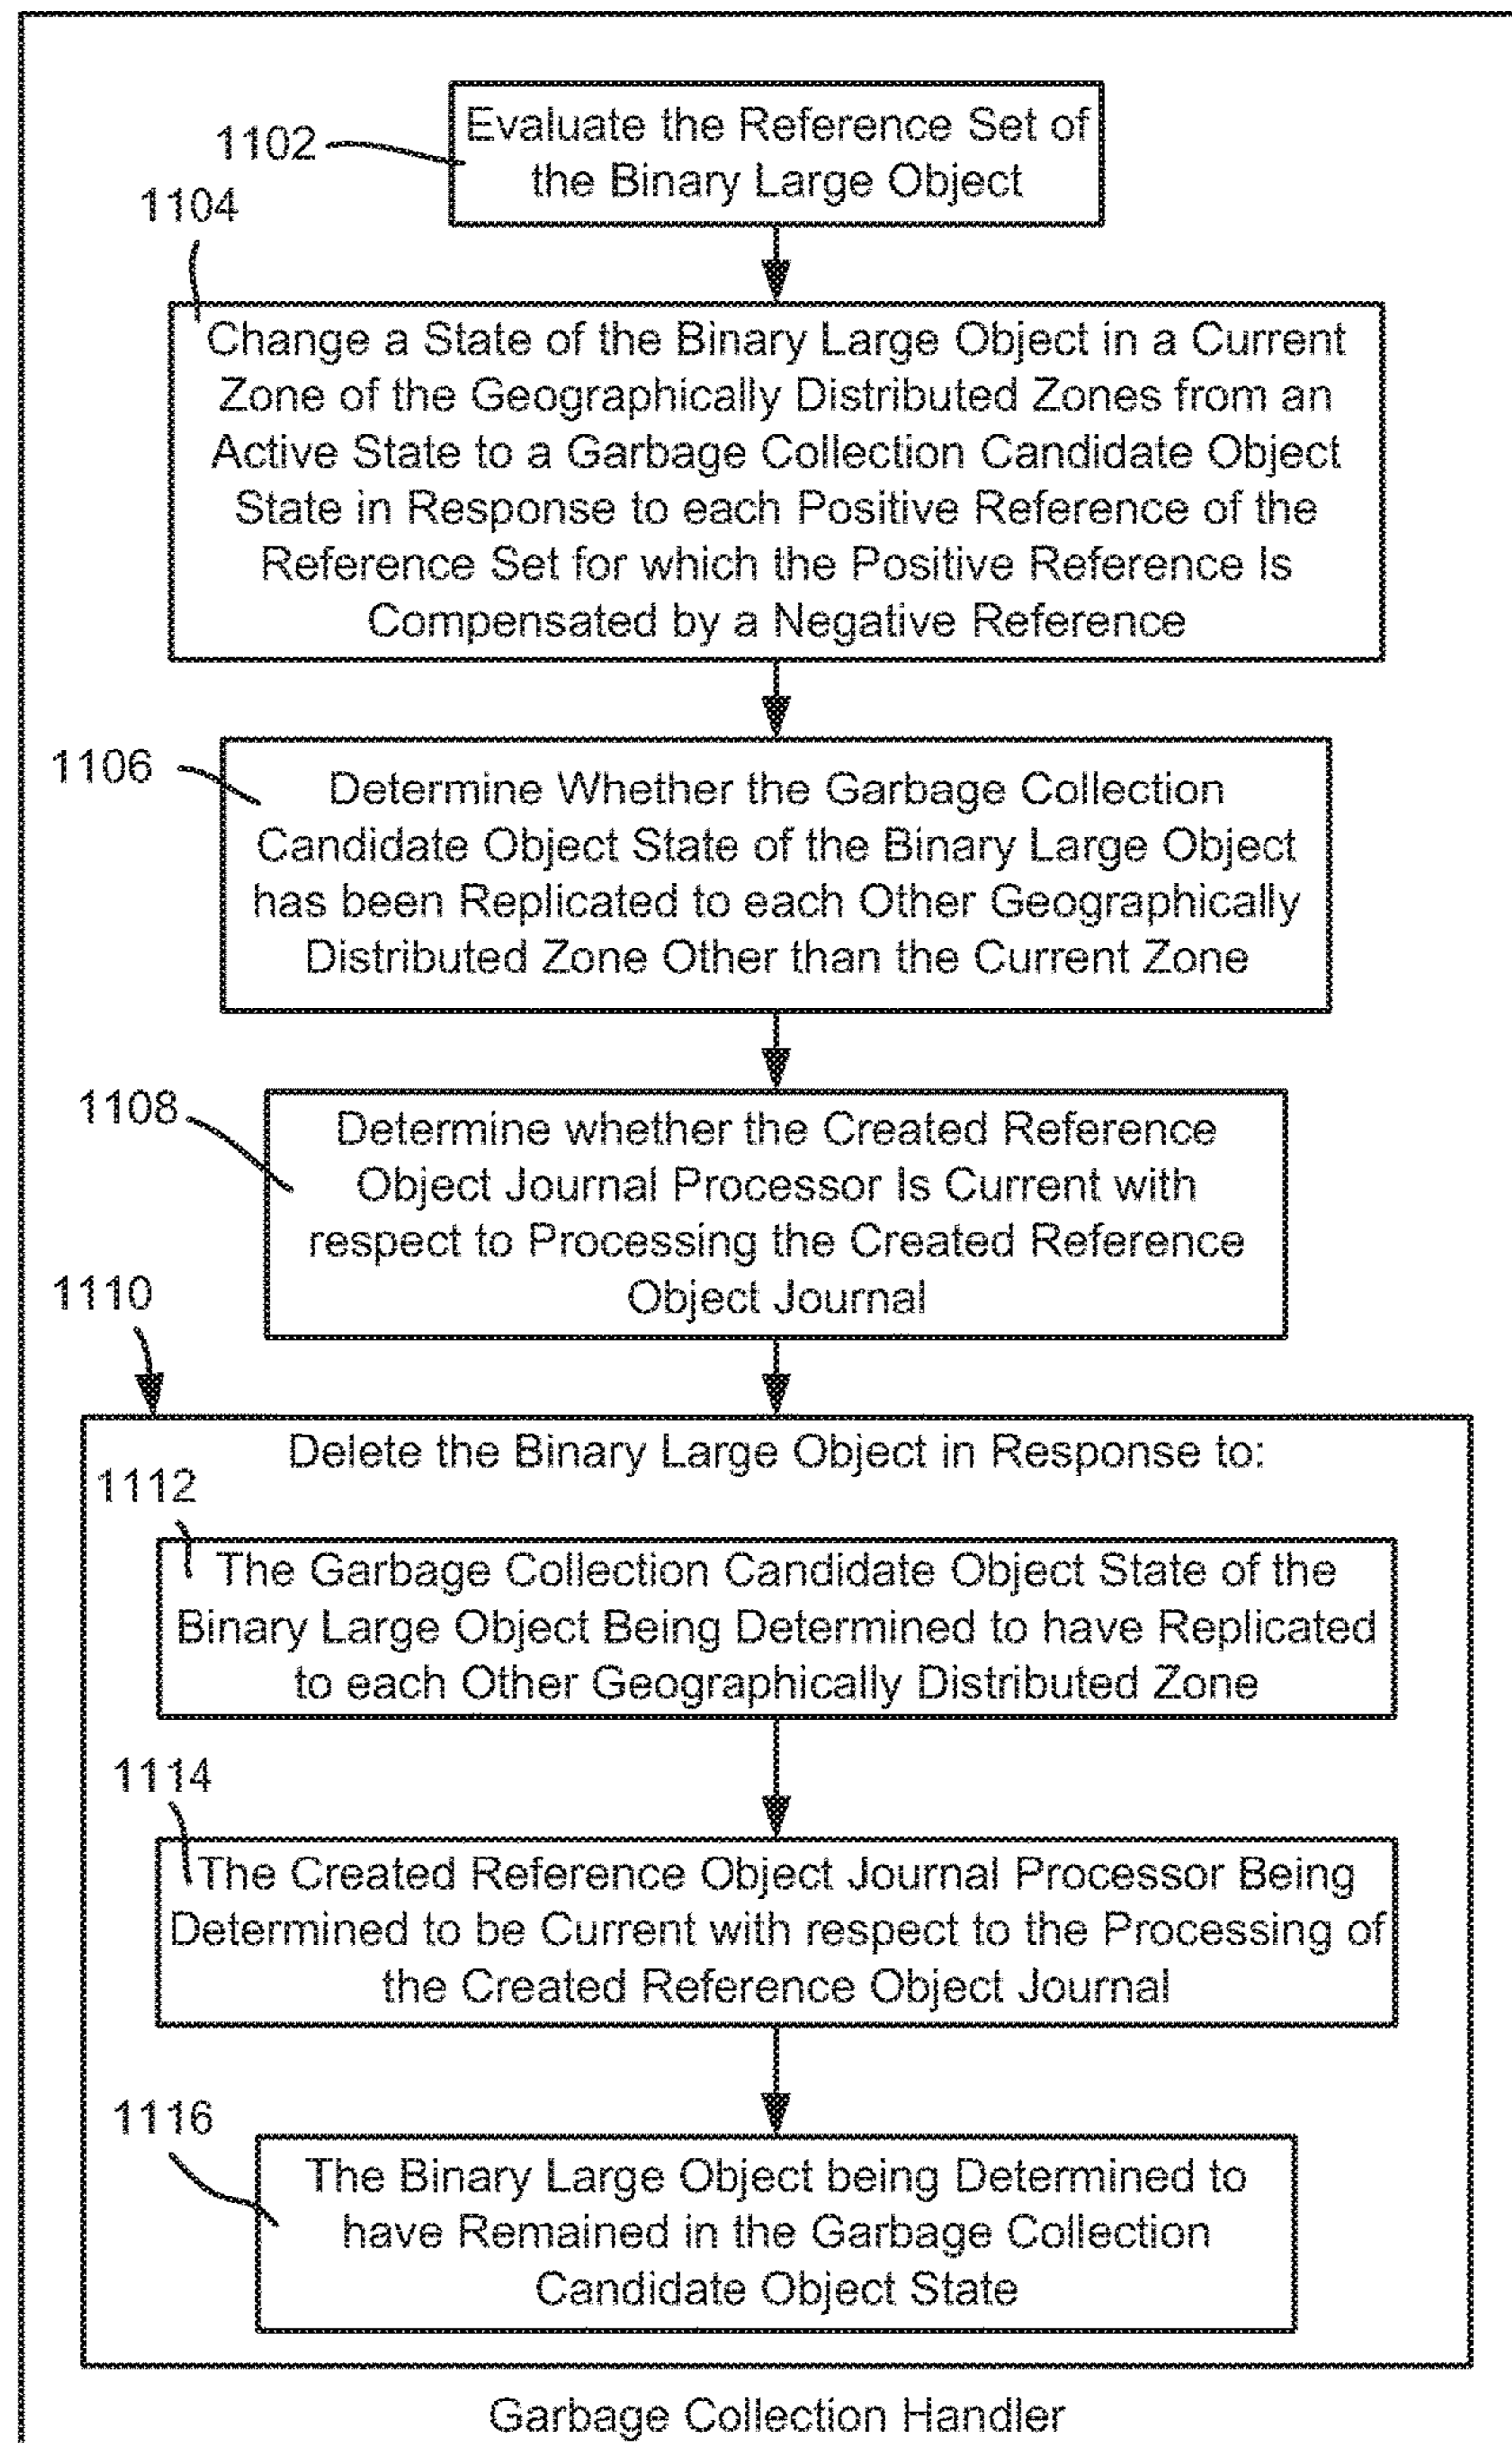 1102
Evaluate the Reference Set of
the Binary Large Object
1104
Change a State of the Binary Large Object in a Current
Zone of the Geographically Distributed Zones from an
Active State to a Garbage Collection Candidate Object
State in Response to each Positive Reference of the
Reference Set for which the Positive Reference Is
Compensated by a Negative Reference
1106
Determine Whether the Garbage Collection
Candidate Object State of the Binary Large Object
has been Replicated to each Other Geographically
Distributed Zone Other than the Current Zone
1108
Determine whether the Created Reference
Object Journal Processor Is Current with
respect to Processing the Created Reference
Object Journal
1110
Delete the Binary Large Object in Response to:
1112
The Garbage Collection Candidate Object State of the
Binary Large Object Being Determined to have Replicated
to each Other Geographically Distributed Zone
1114
The Created Reference Object Journal Processor Being
Determined to be Current with respect to the Processing of
the Created Reference Object Journal
1116
The Binary Large Object being Determined to
have Remained in the Garbage Collection
Candidate Object State
Garbage Collection Handler